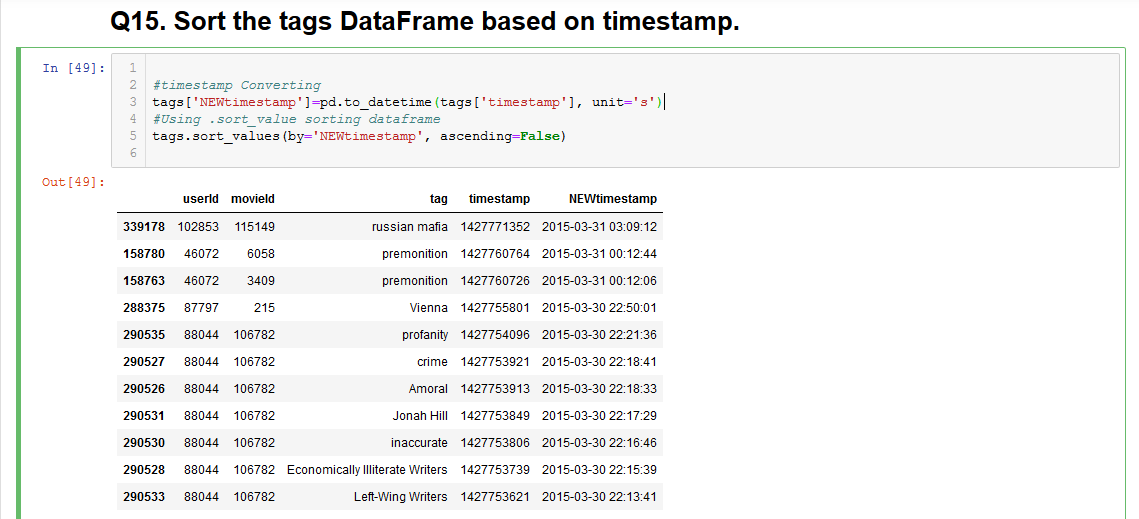 Q15. Sort the tags DataFrame based on timestamp.
In [49]:
1
2 #timestamp Converting
3 tags['NEWtimestamp']=pd.to_datetime(tags['timestamp'], unit='s')
4 #Using .sort_value sorting dataframe
5 tags.sort_values(by='NEWtimestamp', ascending=False)
6
Out[49]:
userId movieId tag timestamp NEWtimestamp
339178 102853 115149 russian mafia 1427771352 2015-03-31 03:09:12
158780 46072 6058 premonition 1427760764 2015-03-31 00:12:44
158763 46072 3409 premonition 1427760726 2015-03-31 00:12:06
288375 87797 215 Vienna 1427755801 2015-03-30 22:50:01
290535 88044 106782 profanity 1427754096 2015-03-30 22:21:36
290527 88044 106782 crime 1427753921 2015-03-30 22:18:41
290526 88044 106782 Amoral 1427753913 2015-03-30 22:18:33
290531 88044 106782 Jonah Hill 1427753849 2015-03-30 22:17:29
290530 88044 106782 inaccurate 1427753806 2015-03-30 22:16:46
290528 88044 106782 Economically Illiterate Writers 1427753739 2015-03-30 22:15:39
290533 88044 106782 Left-Wing Writers 1427753621 2015-03-30 22:13:41